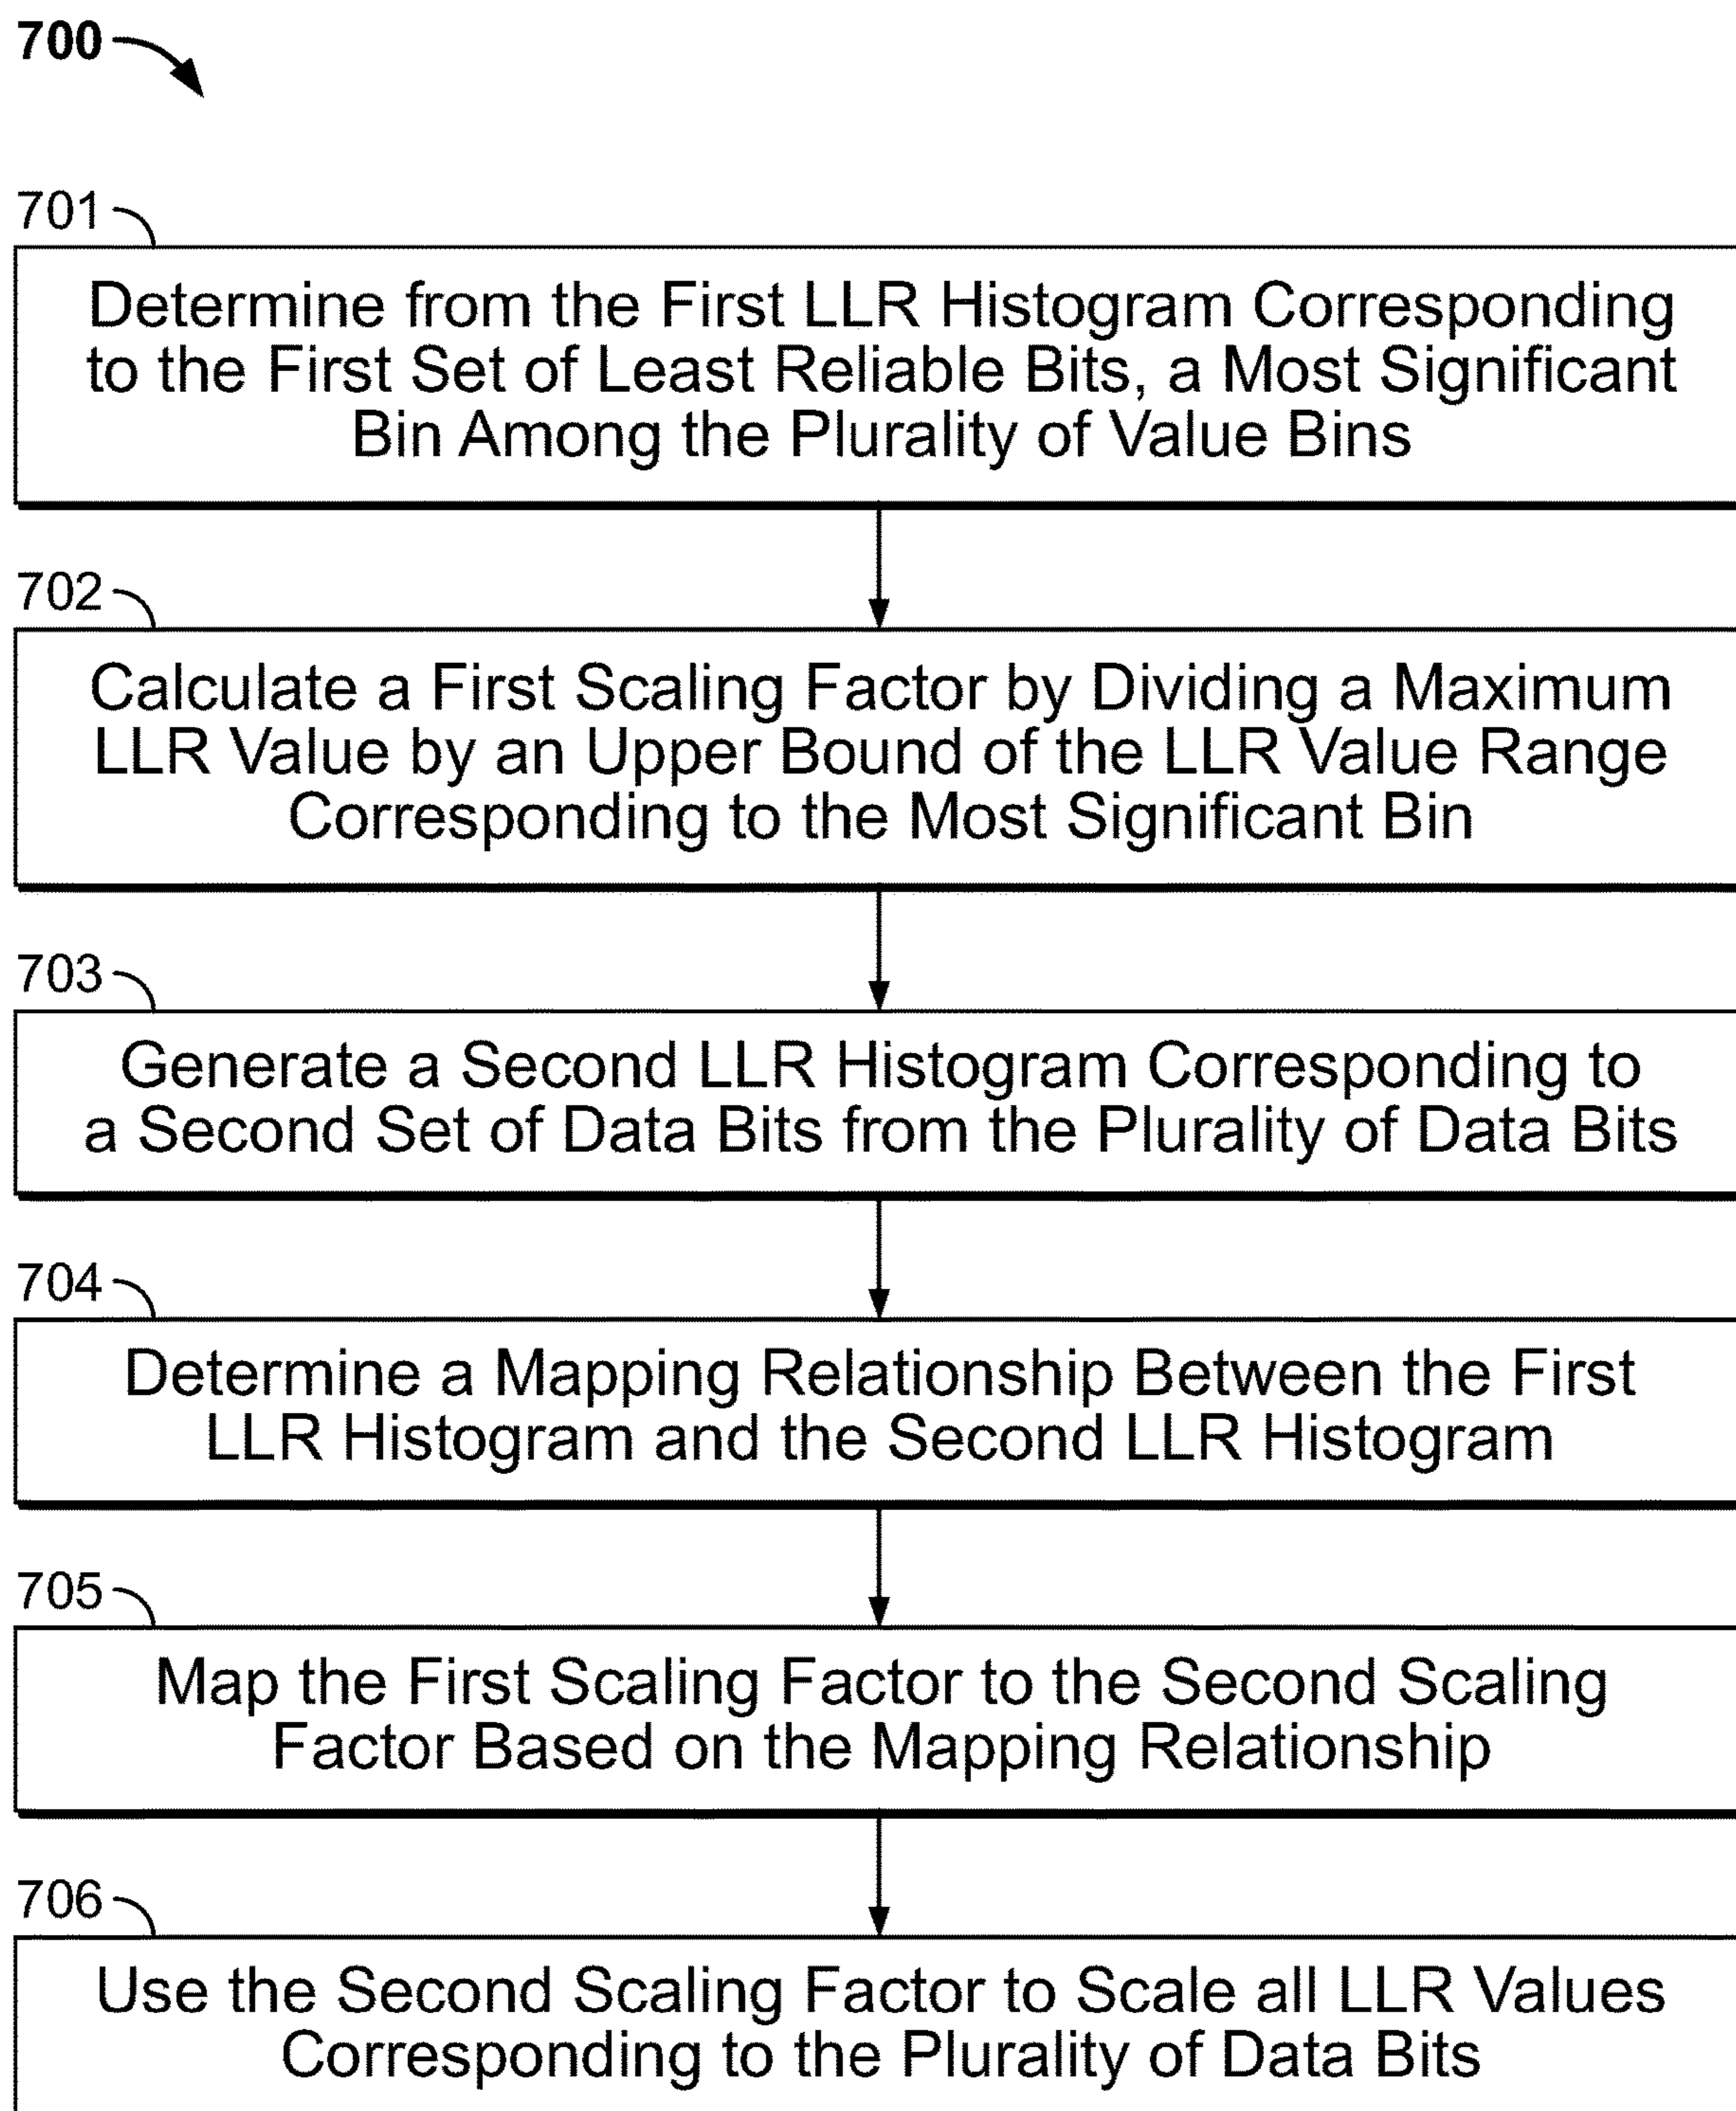 700
701
Determine from the First LLR Histogram Corresponding
to the First Set of Least Reliable Bits, a Most Significant
Bin Among the Plurality of Value Bins
702
Calculate a First Scaling Factor by Dividing a Maximum
LLR Value by an Upper Bound of the LLR Value Range
Corresponding to the Most Significant Bin
703
Generate a Second LLR Histogram Corresponding to
a Second Set of Data Bits from the Plurality of Data Bits
704
Determine a Mapping Relationship Between the First
LLR Histogram and the Second LLR Histogram
705
Map the First Scaling Factor to the Second Scaling
Factor Based on the Mapping Relationship
706
Use the Second Scaling Factor to Scale all LLR Values
Corresponding to the Plurality of Data Bits